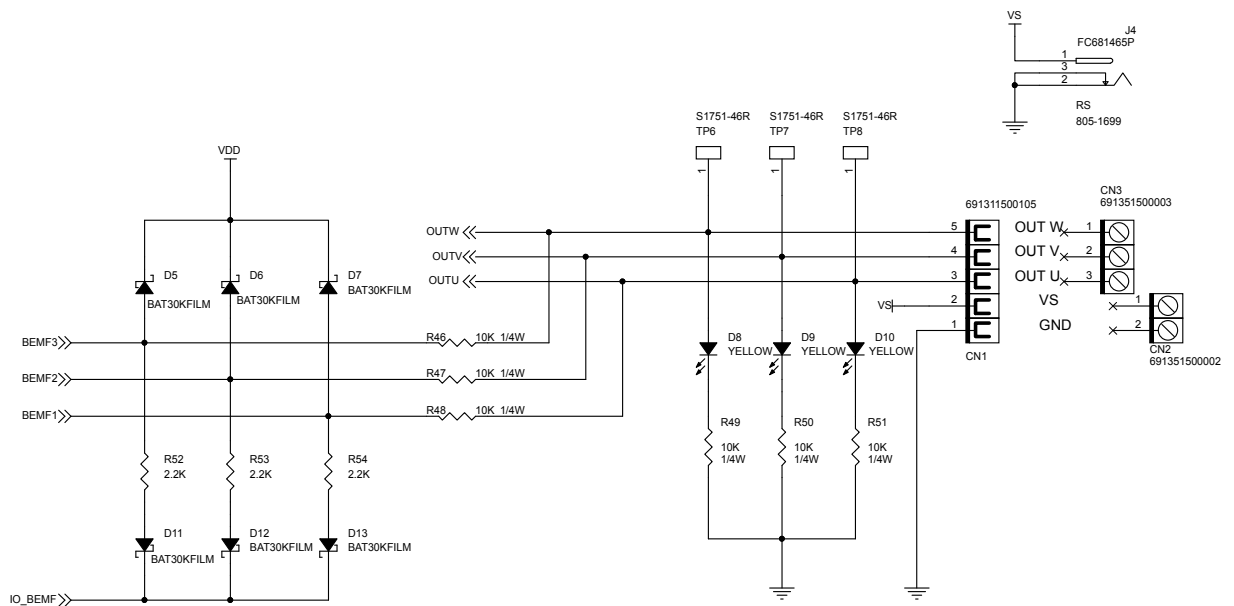 VS
J4
FC681465P
1
3
2
RS
805-1699
S1751-46R
TP6
S1751-46R
TP7
S1751-46R
TP8
1
1
1
VDD
CN3
691351500003
691311500105
OUTW
5
OUT W
1
OUTV
4
OUT V
2
OUTU
3
OUT U
3
VS
2
VS
1
1
GND
2
CN1
CN2
691351500002
D5
BAT30KFILM
D6
BAT30KFILM
D7
BAT30KFILM
BEMF3
R46
10K 1/4W
BEMF2
R47
10K 1/4W
BEMF1
R48
10K 1/4W
D8
YELLOW
D9
YELLOW
D10
YELLOW
R49
10K
1/4W
R50
10K
1/4W
R51
10K
1/4W
R52
2.2K
R53
2.2K
R54
2.2K
D11
BAT30KFILM
D12
BAT30KFILM
D13
BAT30KFILM
IO_BEMF